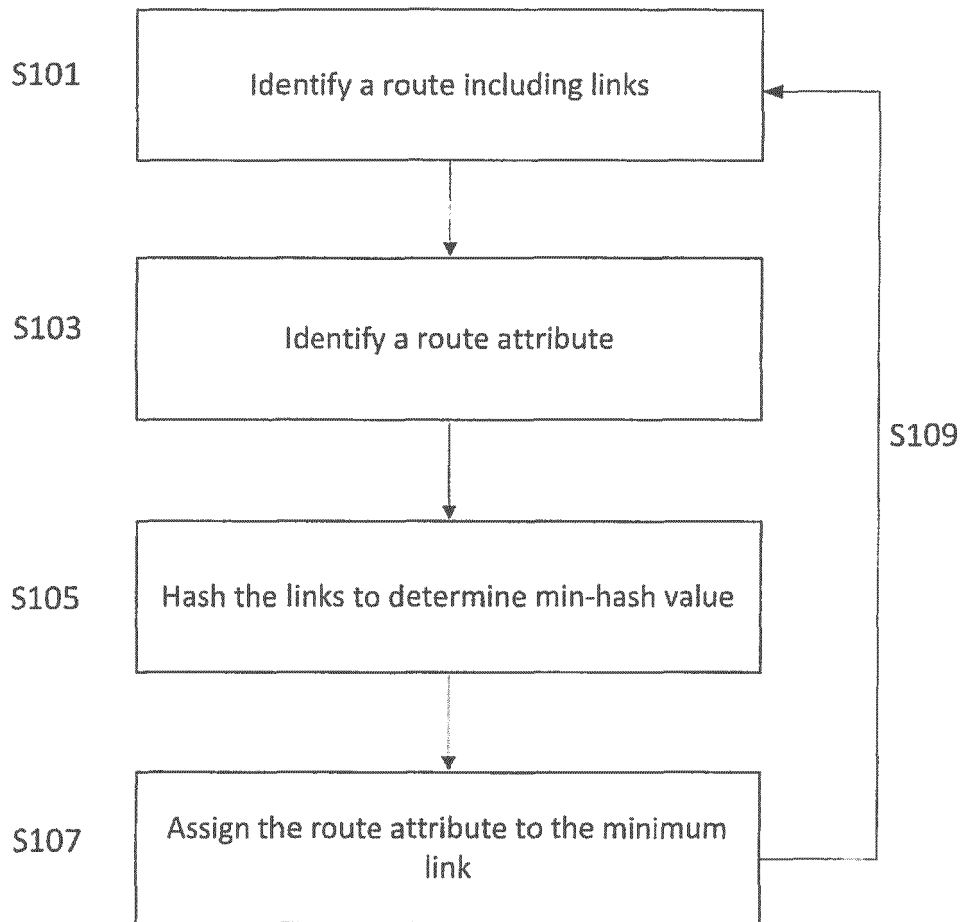 S101
Identify a route including links
S103
Identify a route attribute
S109
S105
Hash the links to determine min-hash value
S107
Assign the route attribute to the minimum
link